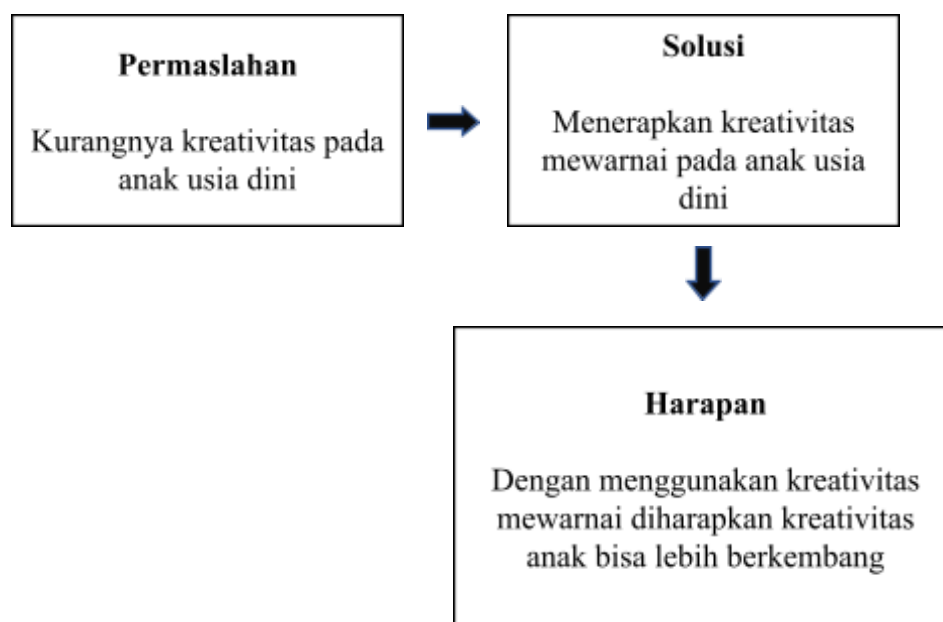 Permaslahan
Kurangnya kreativitas pada
anak usia dini
Solusi
Menerapkan kreativitas
mewarnai pada anak usia
dini
Harapan
Dengan menggunakan kreativitas
mewarnai diharapkan kreativitas
anak bisa lebih berkembang